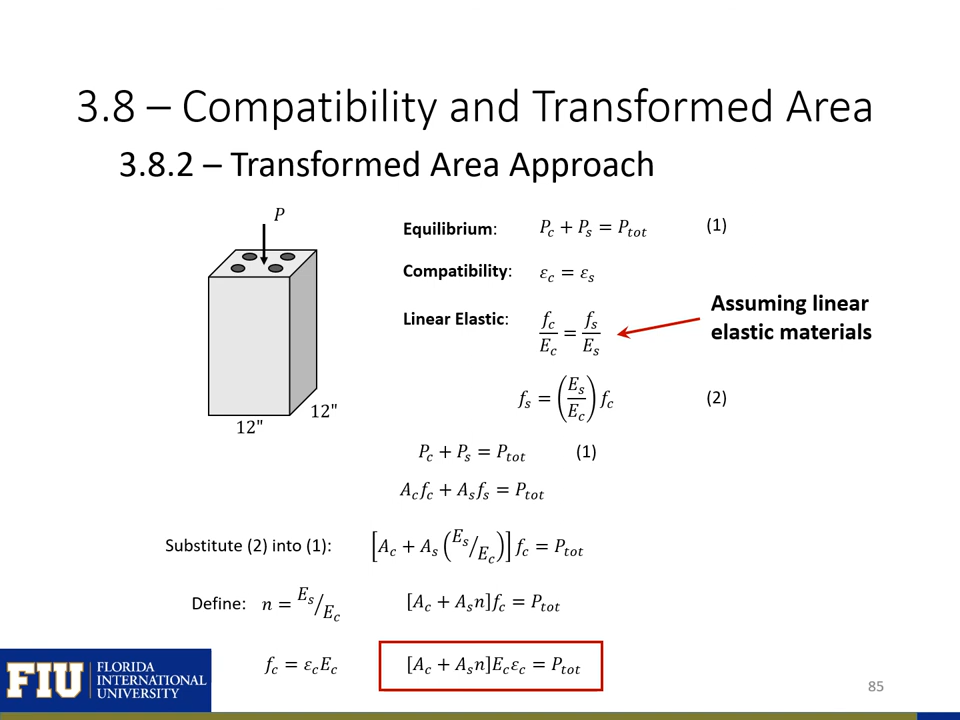 3.8 – Compatibility and Transformed Area
3.8.2 – Transformed Area Approach
P
12"
12"
Equilibrium: P_c + P_s = P_tot (1)
Compatibility: ε_c = ε_s
Linear Elastic: f_c/E_c = f_s/E_s
Assuming linear
elastic materials
f_s = (E_s/E_c) f_c (2)
P_c + P_s = P_tot (1)
A_c f_c + A_s f_s = P_tot
Substitute (2) into (1): [A_c + A_s (E_s/E_c)] f_c = P_tot
Define: n = E_s/E_c [A_c + A_s n] f_c = P_tot
f_c = ε_c E_c [A_c + A_s n] E_c ε_c = P_tot
FIU
FLORIDA
INTERNATIONAL
UNIVERSITY
85